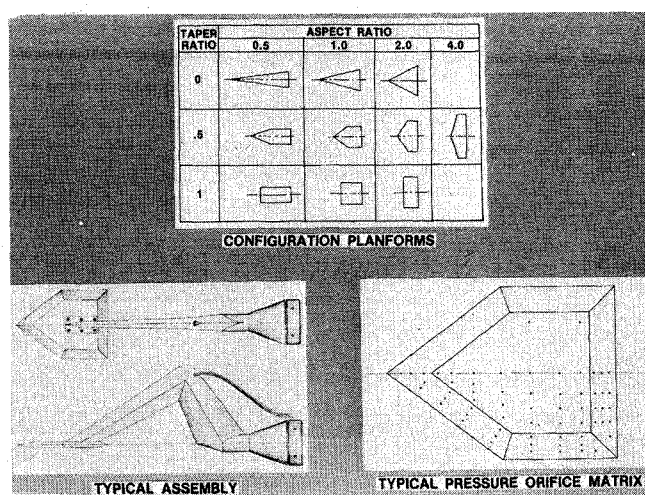 TAPER RATIO
ASPECT RATIO
0.5 1.0 2.0 4.0
0
.5
1
CONFIGURATION PLANFORMS
TYPICAL ASSEMBLY
TYPICAL PRESSURE ORIFICE MATRIX